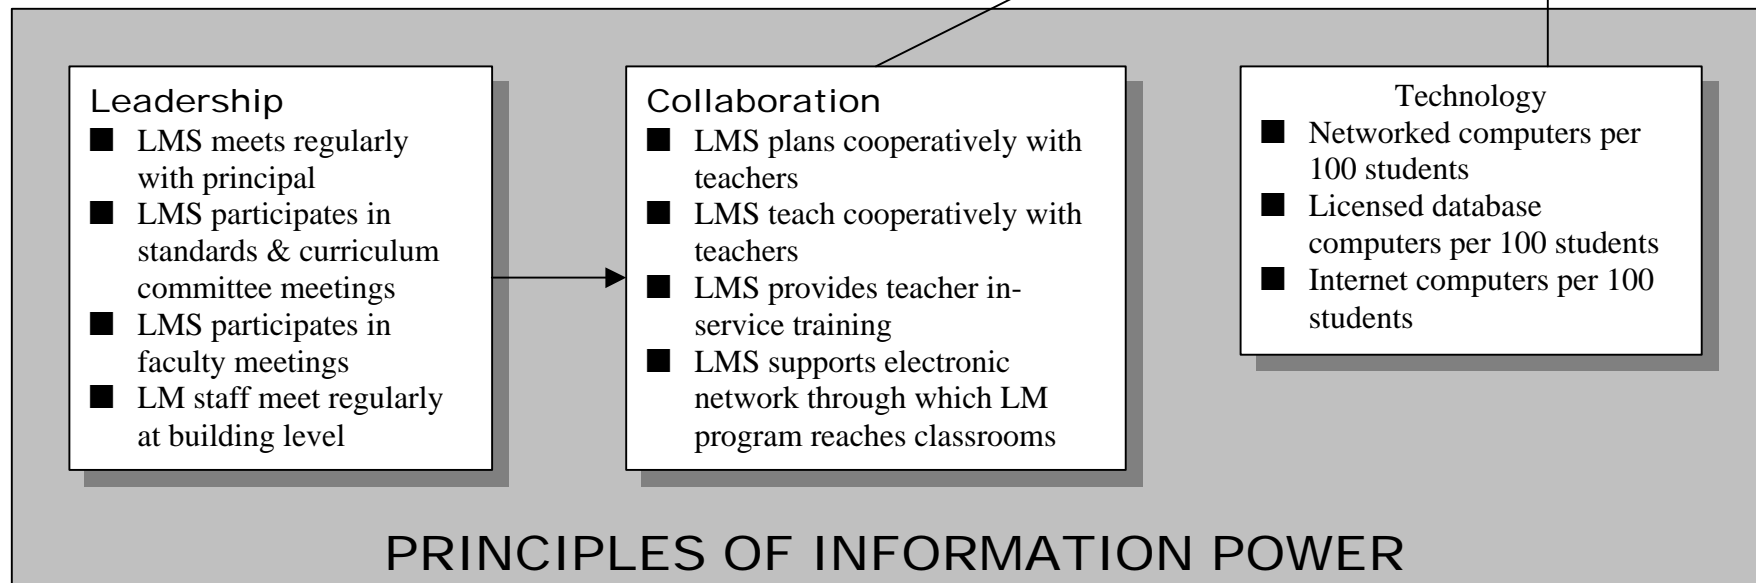 Leadership
■ LMS meets regularly
with principal
■ LMS participates in
standards & curriculum
committee meetings
■ LMS participates in
faculty meetings
■ LM staff meet regularly
at building level
Collaboration
■ LMS plans cooperatively with
teachers
■ LMS teach cooperatively with
teachers
■ LMS provides teacher in-
service training
■ LMS supports electronic
network through which LM
program reaches classrooms
Technology
■ Networked computers per
100 students
■ Licensed database
computers per 100 students
■ Internet computers per 100
students
PRINCIPLES OF INFORMATION POWER